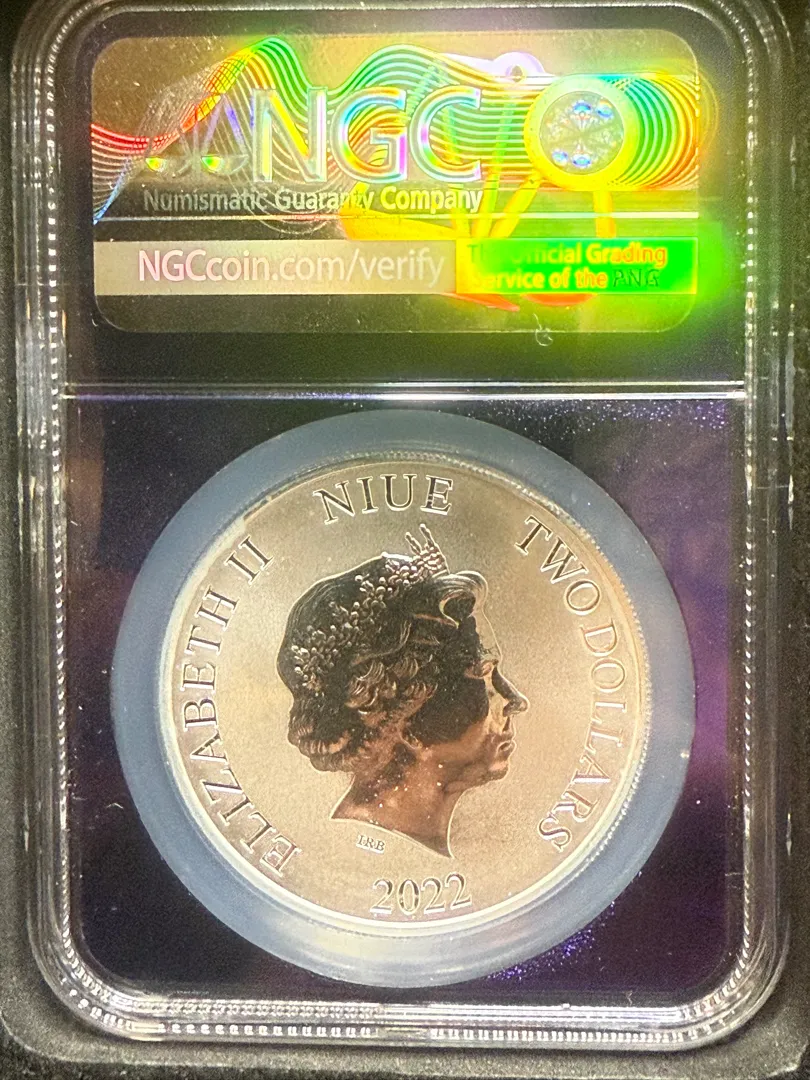 NGC
Numismatic Guaranty Company
NGCcoin.com/verify
The Official Grading
Service of the PNG
ELIZABETH II
NIUE
TWO DOLLARS
IRB
2022